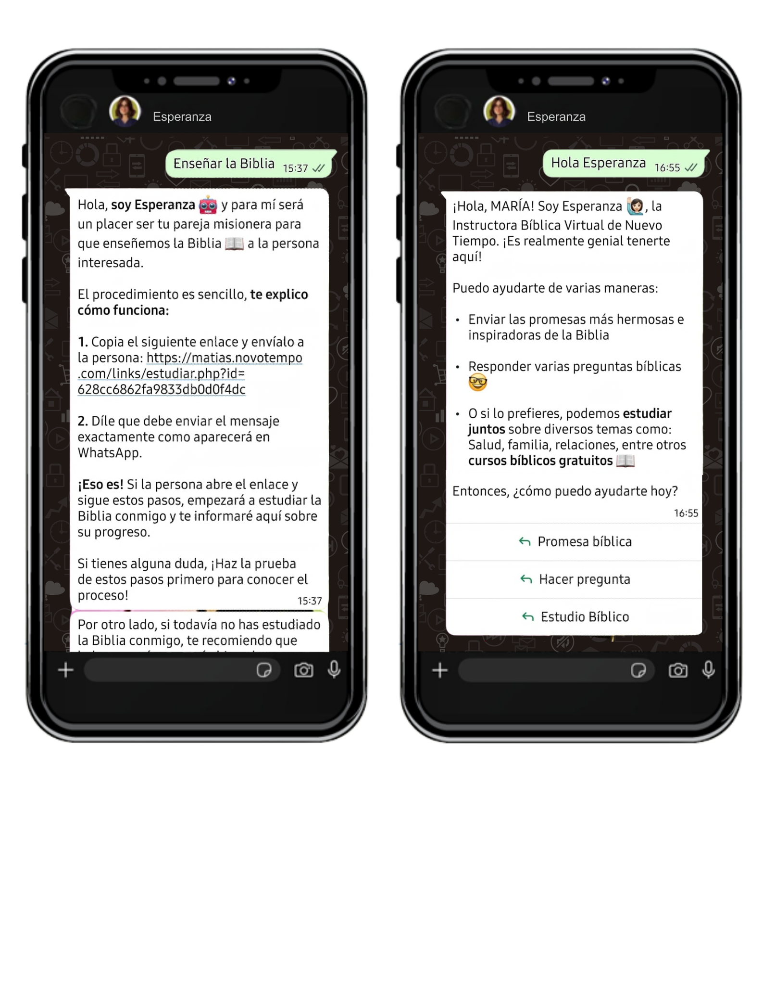 Esperanza
Enseñar la Biblia 15:37
Hola, soy Esperanza 🤖 y para mí será
un placer ser tu pareja misionera para
que enseñemos la Biblia 📖 a la persona
interesada.
El procedimiento es sencillo, te explico
cómo funciona:
1. Copia el siguiente enlace y envíalo a
la persona: https://matias.novotempo
.com/links/estudiar.php?id=
628cc6862fa9833db0d0f4dc
2. Díle que debe enviar el mensaje
exactamente como aparecerá en
WhatsApp.
¡Eso es! Si la persona abre el enlace y
sigue estos pasos, empezará a estudiar la
Biblia conmigo y te informaré aquí sobre
su progreso.
Si tienes alguna duda, ¡Haz la prueba
de estos pasos primero para conocer el
proceso!
15:37
Por otro lado, si todavía no has estudiado
la Biblia conmigo, te recomiendo que
Esperanza
Hola Esperanza 16:55
¡Hola, MARÍA! Soy Esperanza 🙋🏻‍♀️, la
Instructora Bíblica Virtual de Nuevo
Tiempo. ¡Es realmente genial tenerte
aquí!
Puedo ayudarte de varias maneras:
• Enviar las promesas más hermosas e
inspiradoras de la Biblia
• Responder varias preguntas bíblicas
🤓
• O si lo prefieres, podemos estudiar
juntos sobre diversos temas como:
Salud, familia, relaciones, entre otros
cursos bíblicos gratuitos 📖
Entonces, ¿cómo puedo ayudarte hoy?
16:55
Promesa bíblica
Hacer pregunta
Estudio Bíblico